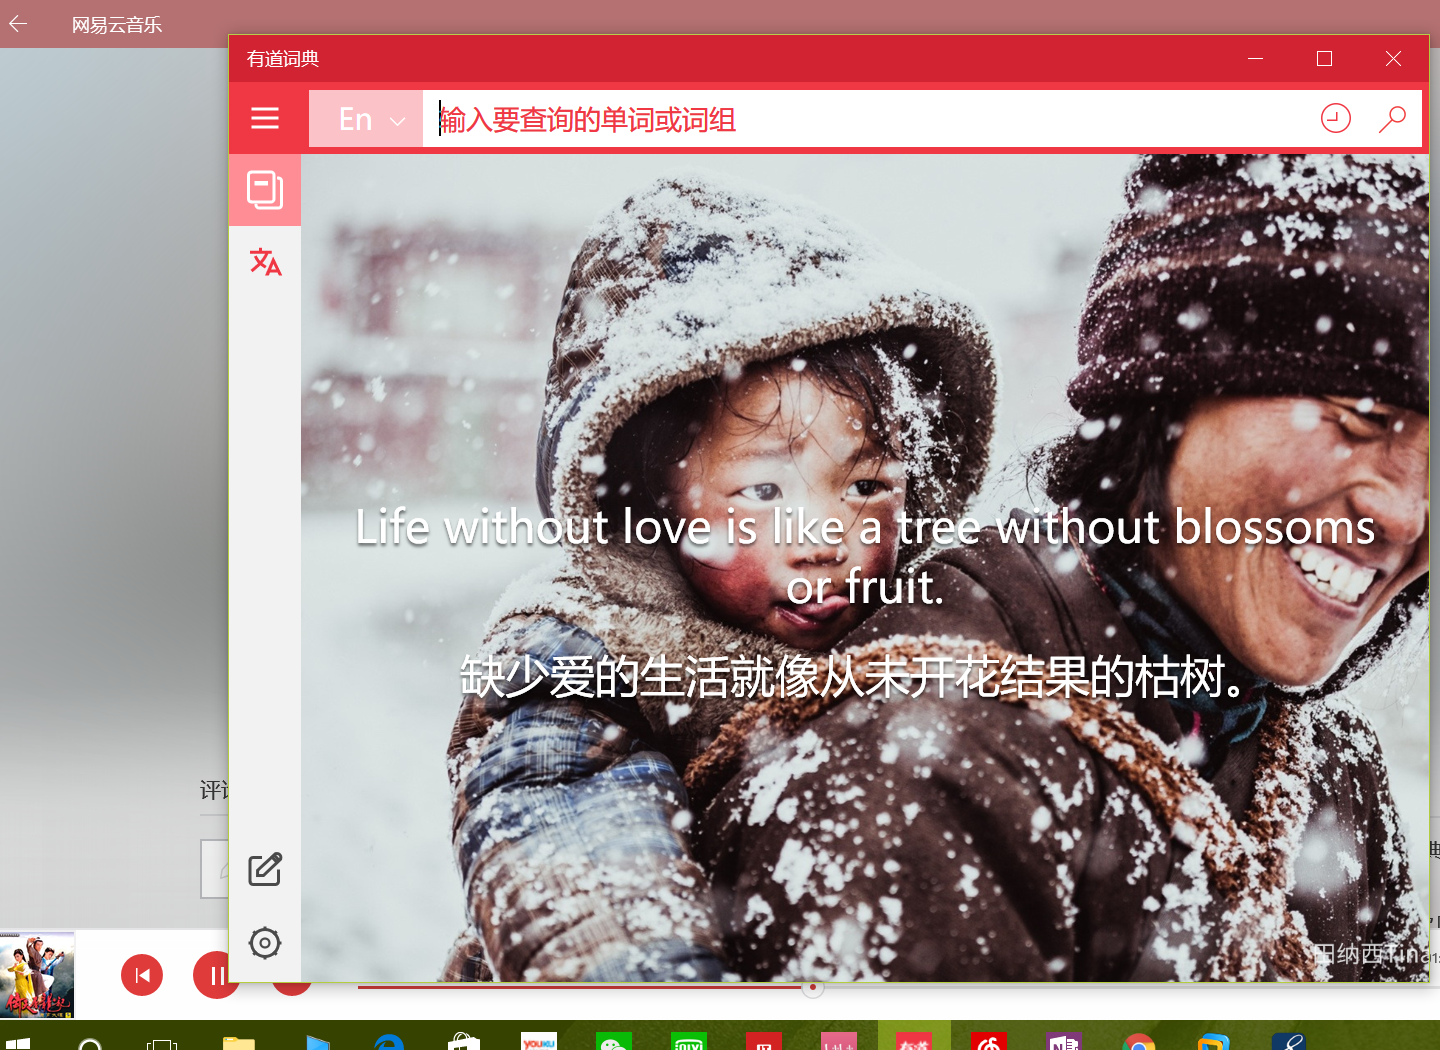 网易云音乐
有道词典
En
输入要查询的单词或词组
Life without love is like a tree without blossoms
or fruit.
缺少爱的生活就像从未开花结果的枯树。
田纳西Tina
评
典